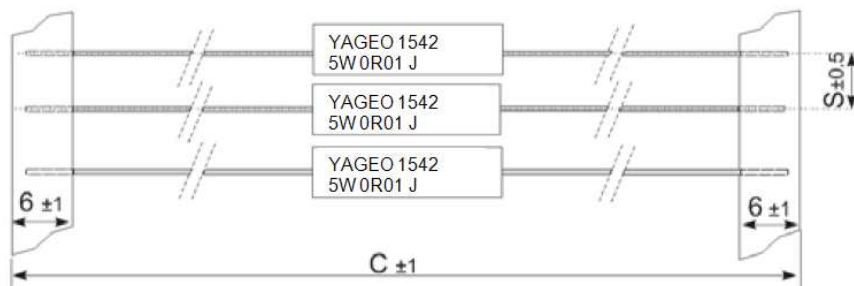 YAGEO 1542
5W 0R01 J
YAGEO 1542
5W 0R01 J
YAGEO 1542
5W 0R01 J
S±0.5
6 ±1
6 ±1
C ±1